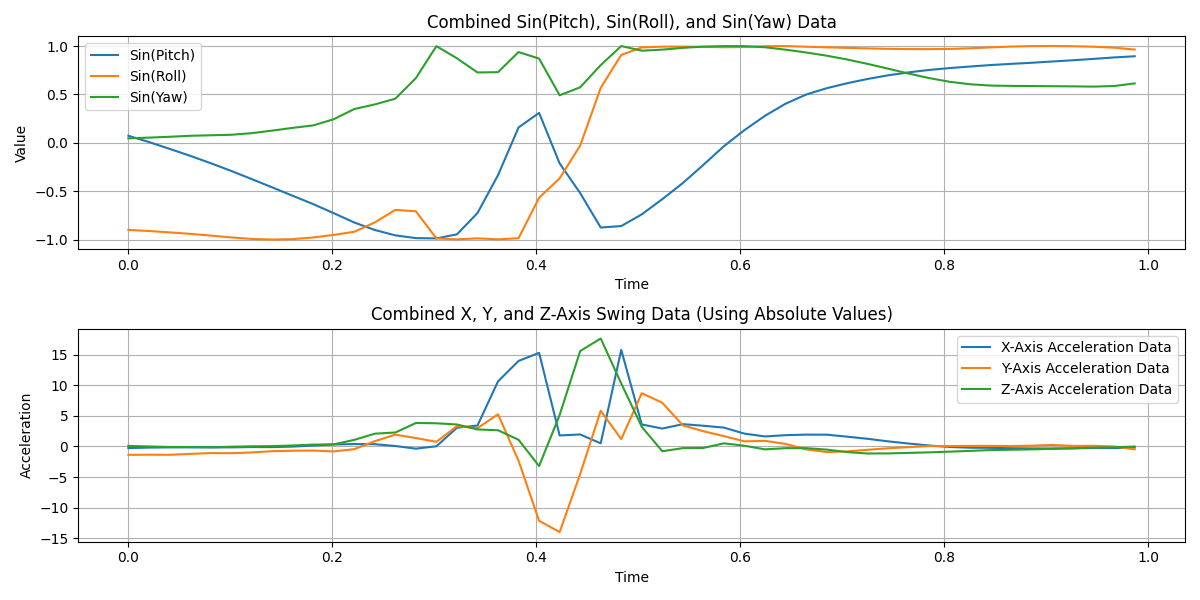 Combined Sin(Pitch), Sin(Roll), and Sin(Yaw) Data
Value
1.0
0.5
0.0
−0.5
−1.0
Sin(Pitch)
Sin(Roll)
Sin(Yaw)
0.0 0.2 0.4 0.6 0.8 1.0
Time
Combined X, Y, and Z-Axis Swing Data (Using Absolute Values)
Acceleration
15
10
5
0
−5
−10
−15
X-Axis Acceleration Data
Y-Axis Acceleration Data
Z-Axis Acceleration Data
0.0 0.2 0.4 0.6 0.8 1.0
Time